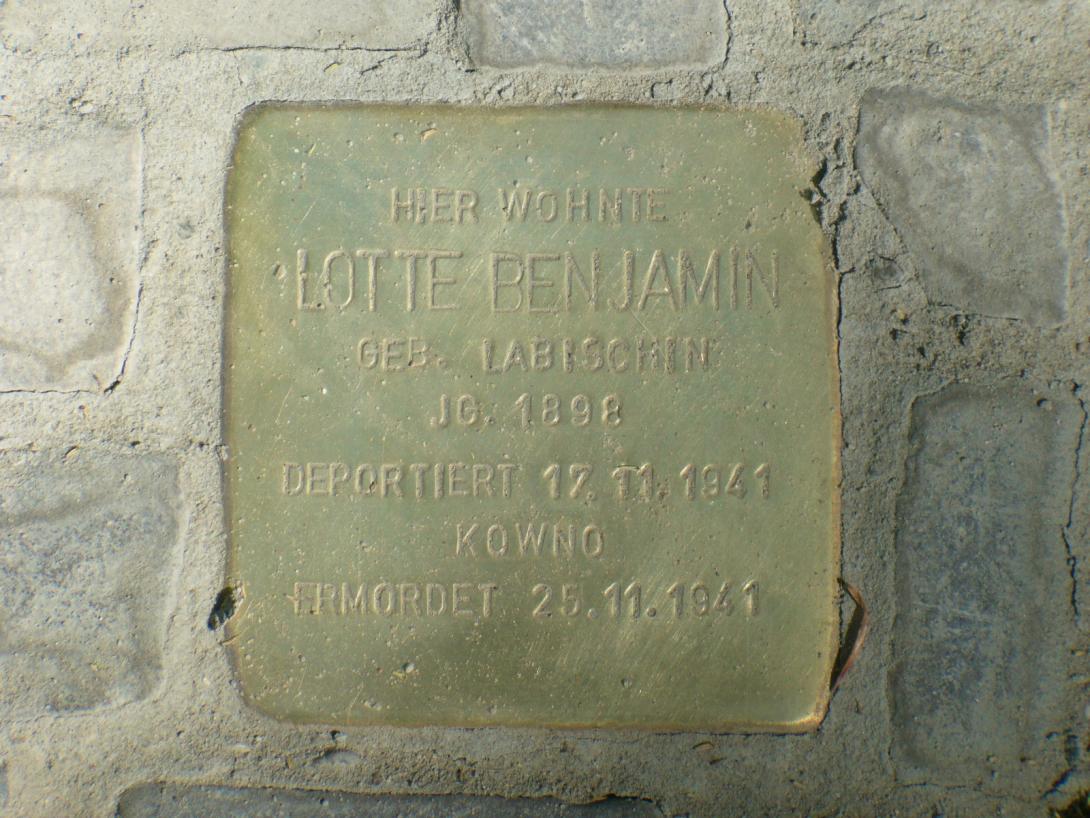 HIER WOHNTE
LOTTE BENJAMIN
GEB. LABISCHIN
JG. 1898
DEPORTIERT 17. 11. 1941
KOWNO
ERMORDET 25.11.1941